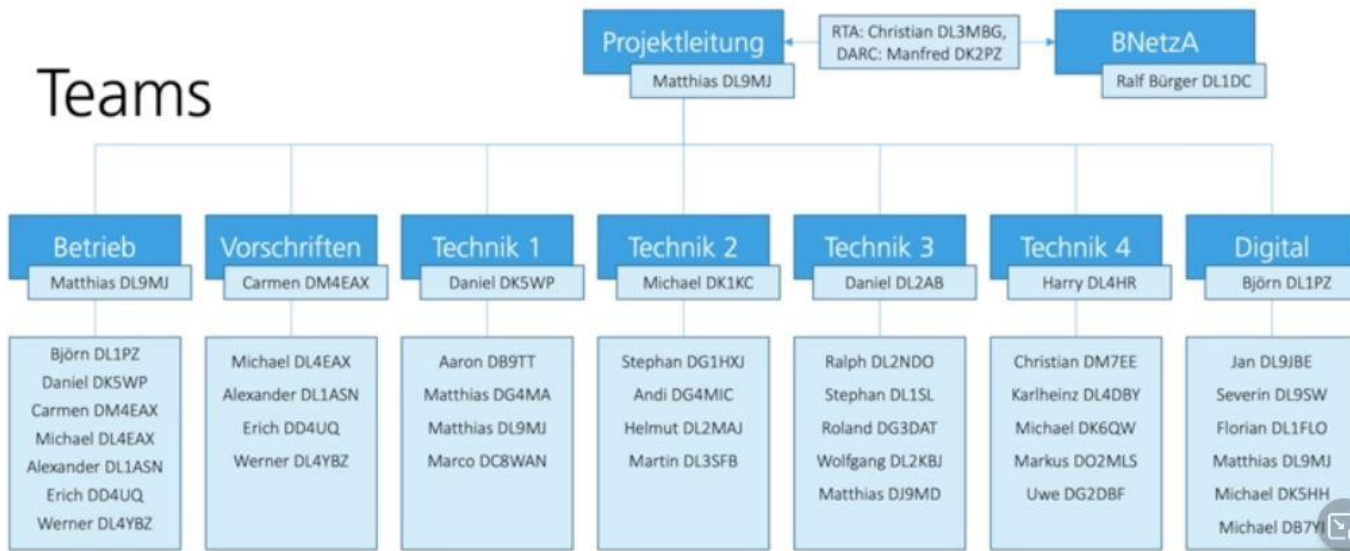 Teams
Projektleitung
Matthias DL9MJ
RTA: Christian DL3MBG,
DARC: Manfred DK2PZ
BNetzA
Ralf Bürger DL1DC
Betrieb
Matthias DL9MJ
Björn DL1PZ
Daniel DK5WP
Carmen DM4EAX
Michael DL4EAX
Alexander DL1ASN
Erich DD4UQ
Werner DL4YBZ
Vorschriften
Carmen DM4EAX
Michael DL4EAX
Alexander DL1ASN
Erich DD4UQ
Werner DL4YBZ
Technik 1
Daniel DK5WP
Aaron DB9TT
Matthias DG4MA
Matthias DL9MJ
Marco DC8WAN
Technik 2
Michael DK1KC
Stephan DG1HXJ
Andi DG4MIC
Helmut DL2MAJ
Martin DL3SFB
Technik 3
Daniel DL2AB
Ralph DL2NDO
Stephan DL1SL
Roland DG3DAT
Wolfgang DL2KBJ
Matthias DJ9MD
Technik 4
Harry DL4HR
Christian DM7EE
Karlheinz DL4DBY
Michael DK6QW
Markus DO2MLS
Uwe DG2DBF
Digital
Björn DL1PZ
Jan DL9JBE
Severin DL9SW
Florian DL1FLO
Matthias DL9MJ
Michael DK5HH
Michael